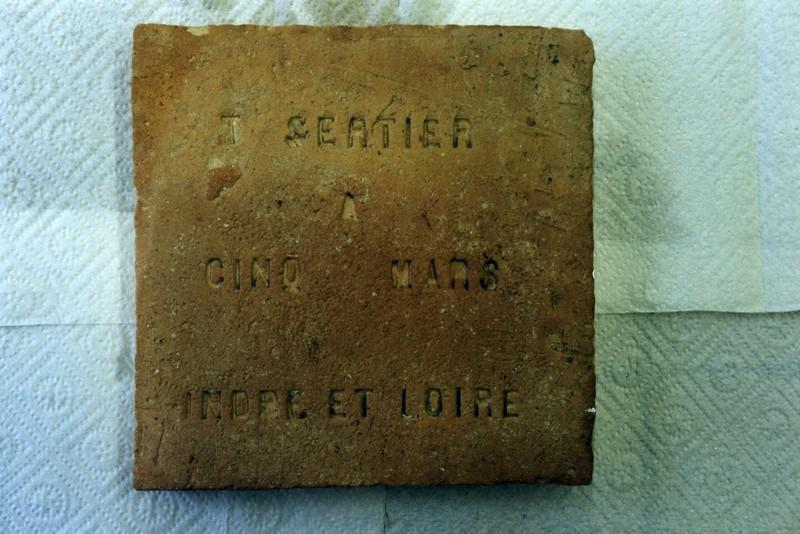 T SERTIER
A
CINQ MARS
INDRE ET LOIRE